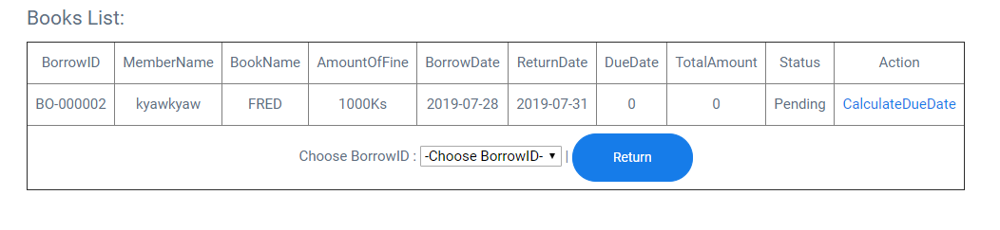 Books List:
BorrowID MemberName BookName AmountOfFine BorrowDate ReturnDate DueDate TotalAmount Status Action
BO-000002 kyawkyaw FRED 1000Ks 2019-07-28 2019-07-31 0 0 Pending CalculateDueDate
Choose BorrowID : -Choose BorrowID- | Return